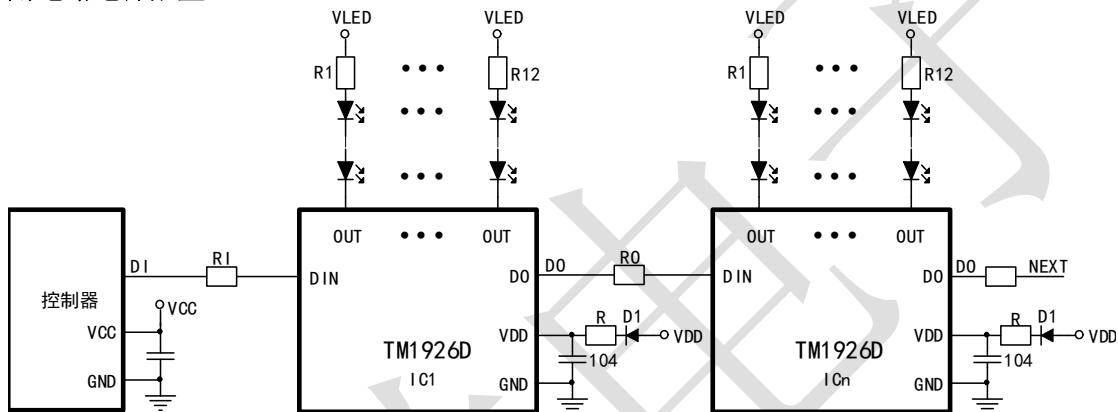 VLED
VLED
VLED
VLED
R1
•••
R12
R1
•••
R12
•••
•••
•••
•••
OUT ••• OUT
OUT ••• OUT
DI
RI
DIN
DO
DO
RO
DIN
DO
DO
NEXT
控制器
VCC
VCC
VDD
R
D1
VDD
VDD
R
D1
VDD
TM1926D
104
TM1926D
104
GND
IC1
GND
ICn
GND